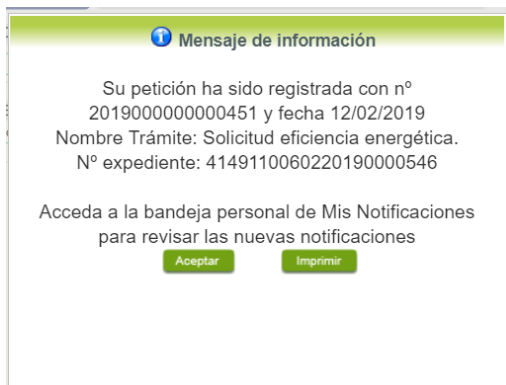 Mensaje de información
Su petición ha sido registrada con nº
2019000000000451 y fecha 12/02/2019
Nombre Trámite: Solicitud eficiencia energética.
Nº expediente: 4149110060220190000546
Acceda a la bandeja personal de Mis Notificaciones
para revisar las nuevas notificaciones
Aceptar Imprimir